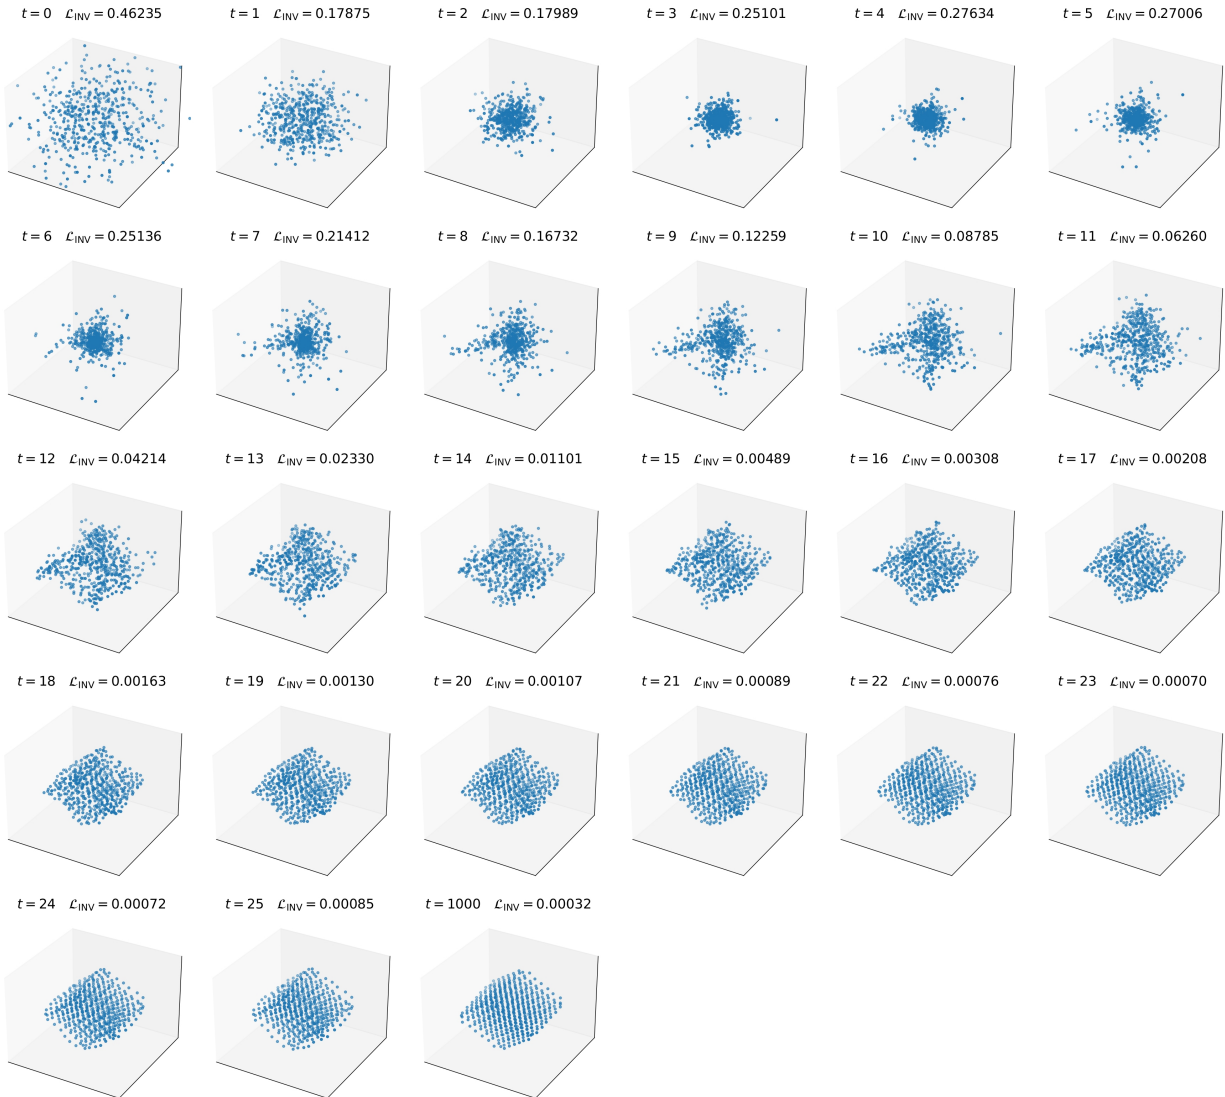 t = 0 ℒ_INV = 0.46235 t = 1 ℒ_INV = 0.17875 t = 2 ℒ_INV = 0.17989 t = 3 ℒ_INV = 0.25101 t = 4 ℒ_INV = 0.27634 t = 5 ℒ_INV = 0.27006
t = 6 ℒ_INV = 0.25136 t = 7 ℒ_INV = 0.21412 t = 8 ℒ_INV = 0.16732 t = 9 ℒ_INV = 0.12259 t = 10 ℒ_INV = 0.08785 t = 11 ℒ_INV = 0.06260
t = 12 ℒ_INV = 0.04214 t = 13 ℒ_INV = 0.02330 t = 14 ℒ_INV = 0.01101 t = 15 ℒ_INV = 0.00489 t = 16 ℒ_INV = 0.00308 t = 17 ℒ_INV = 0.00208
t = 18 ℒ_INV = 0.00163 t = 19 ℒ_INV = 0.00130 t = 20 ℒ_INV = 0.00107 t = 21 ℒ_INV = 0.00089 t = 22 ℒ_INV = 0.00076 t = 23 ℒ_INV = 0.00070
t = 24 ℒ_INV = 0.00072 t = 25 ℒ_INV = 0.00085 t = 1000 ℒ_INV = 0.00032